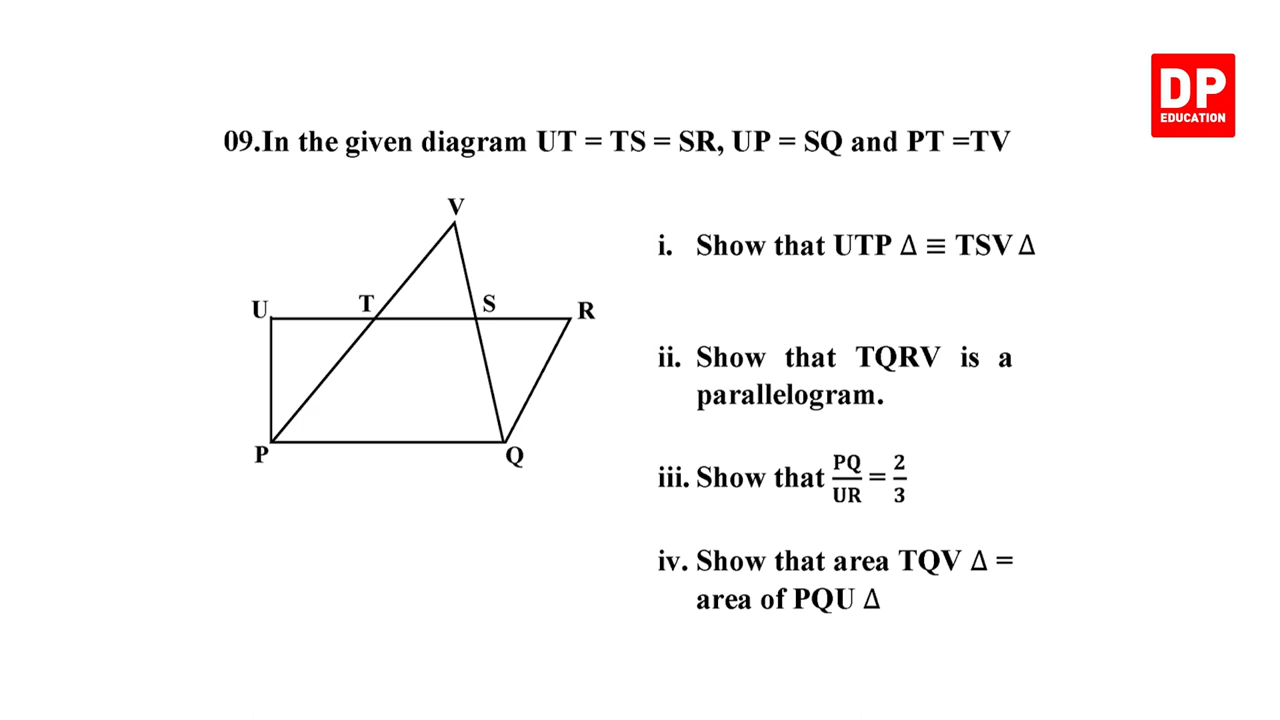 DP
EDUCATION
09.In the given diagram UT = TS = SR, UP = SQ and PT =TV
V
U
T
S
R
P
Q
i. Show that UTP Δ ≡ TSV Δ
ii. Show that TQRV is a
parallelogram.
iii. Show that PQ/UR = 2/3
iv. Show that area TQV Δ =
area of PQU Δ